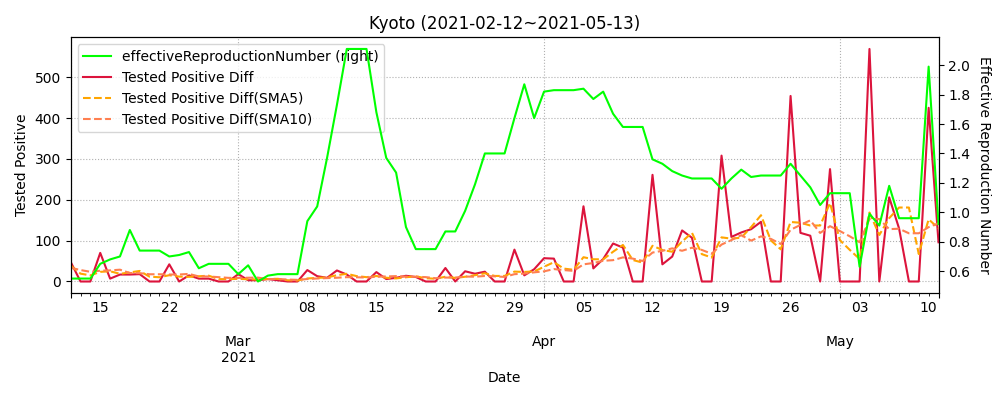 Kyoto (2021-02-12~2021-05-13)
effectiveReproductionNumber (right)
Tested Positive Diff
Tested Positive Diff(SMA5)
Tested Positive Diff(SMA10)
Tested Positive
500
400
300
200
100
0
2.0
1.8
1.6
1.4
1.2
1.0
0.8
0.6
Effective Reproduction Number
15 22 08 15 22 29 05 12 19 26 03 10
Mar Apr May
2021
Date